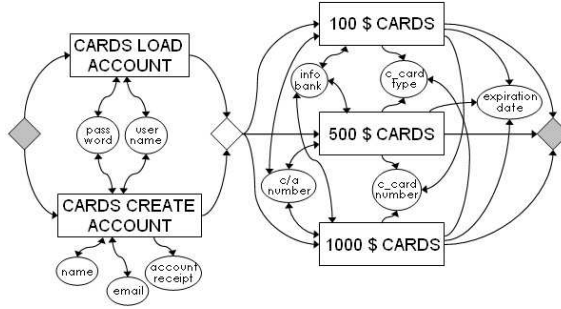 CARDS LOAD
ACCOUNT
pass
word
user
name
CARDS CREATE
ACCOUNT
name
email
account
receipt
100 $ CARDS
info
bank
c_card
Type
expiration
date
500 $ CARDS
c/a
number
c_card
number
1000 $ CARDS